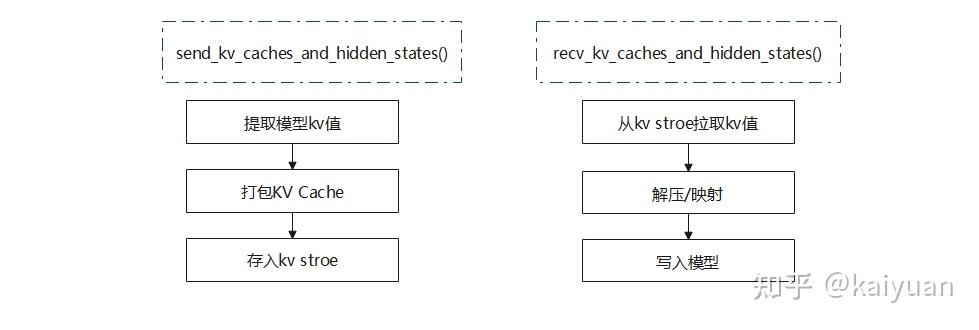 send_kv_caches_and_hidden_states()
提取模型kv值
打包KV Cache
存入kv stroe
recv_kv_caches_and_hidden_states()
从kv stroe拉取kv值
解压/映射
写入模型
知乎 @kaiyuan